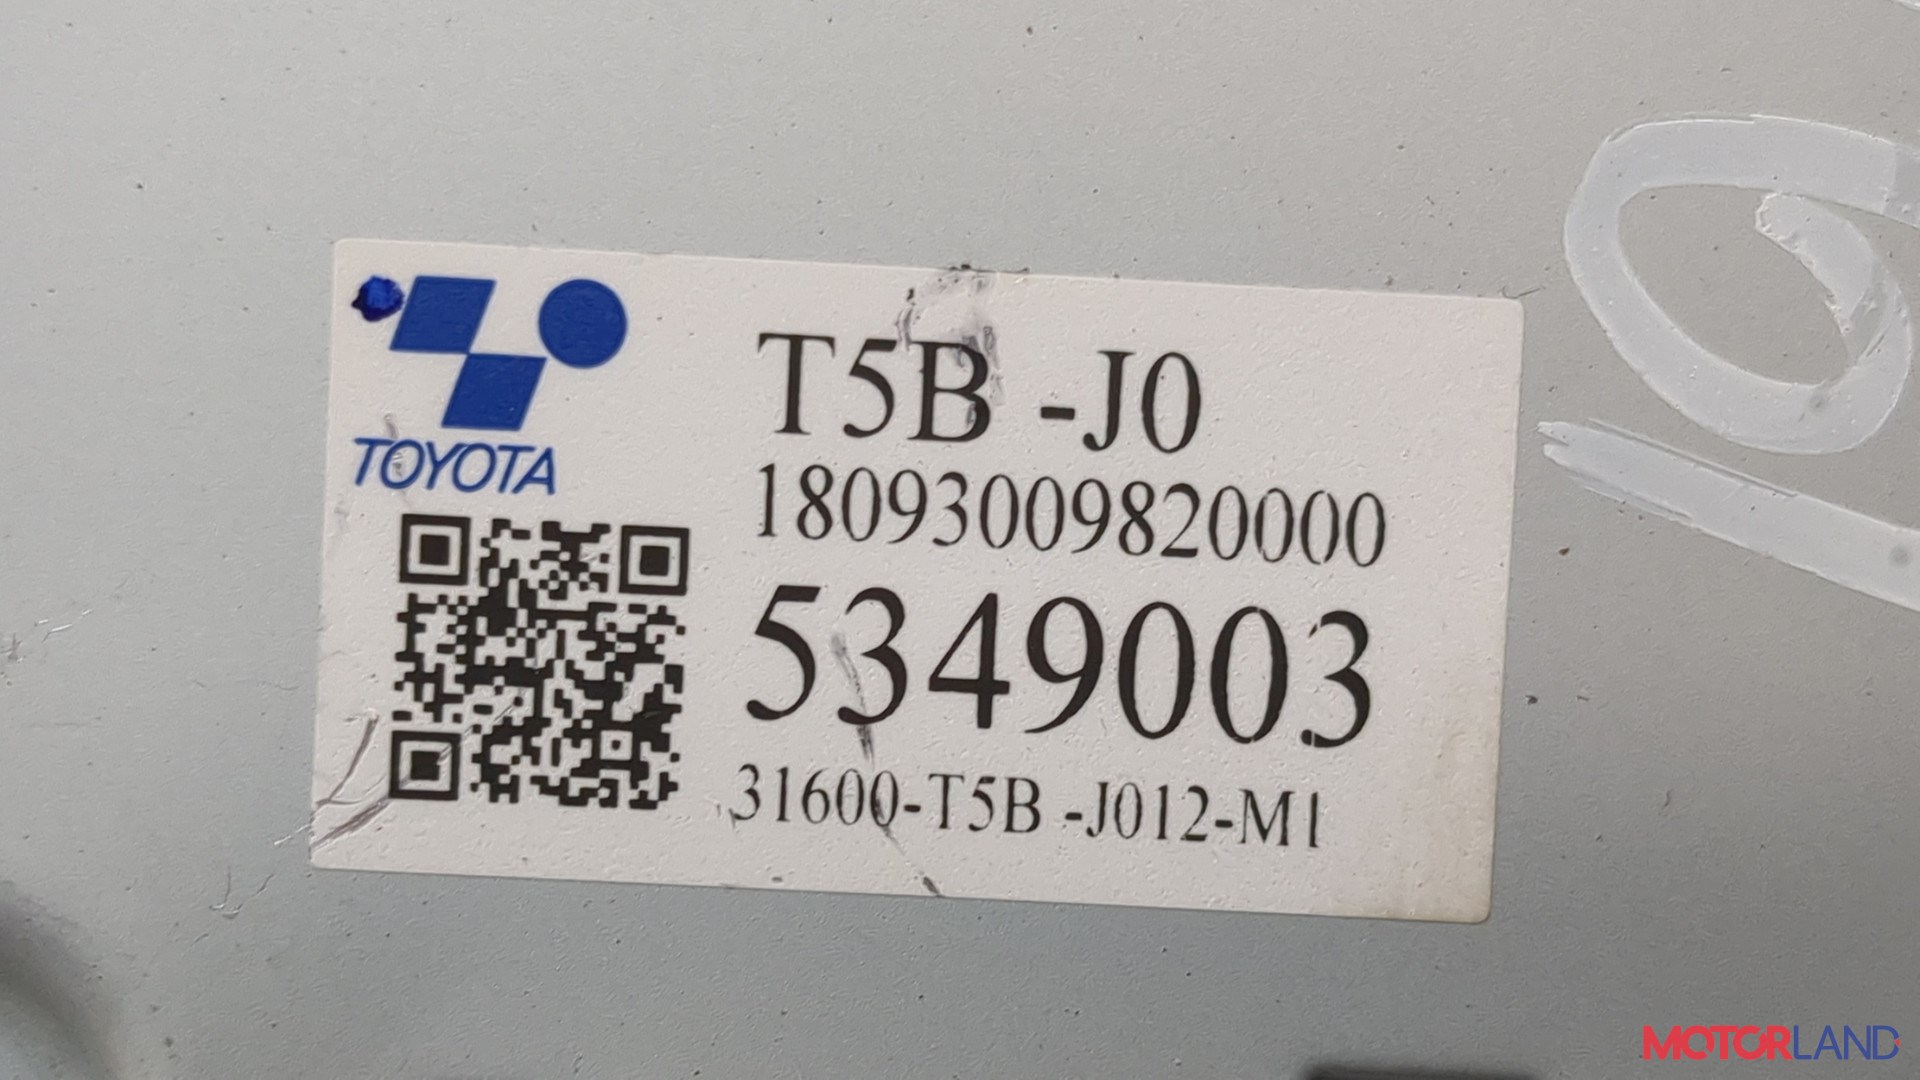 TOYOTA
T5B -J0
18093009820000
5349003
31600-T5B -J012-M1
MOTORLAND